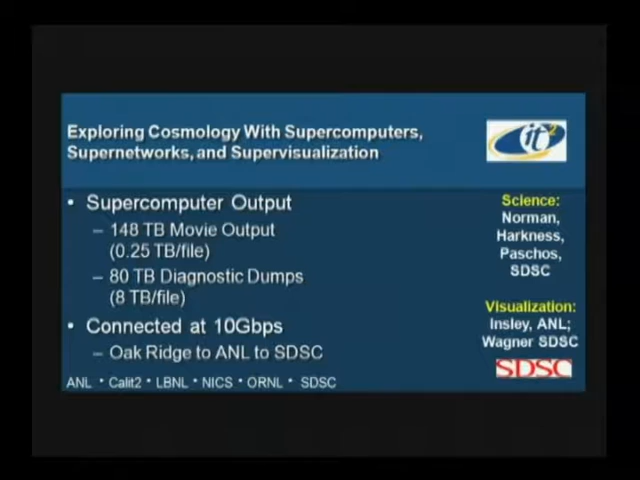 Exploring Cosmology With Supercomputers,
Supernetworks, and Supervisualization
it2
• Supercomputer Output
– 148 TB Movie Output
(0.25 TB/file)
– 80 TB Diagnostic Dumps
(8 TB/file)
• Connected at 10Gbps
– Oak Ridge to ANL to SDSC
ANL • Calit2 • LBNL • NICS • ORNL • SDSC
Science:
Norman,
Harkness,
Paschos,
SDSC
Visualization:
Insley, ANL;
Wagner SDSC
SDSC